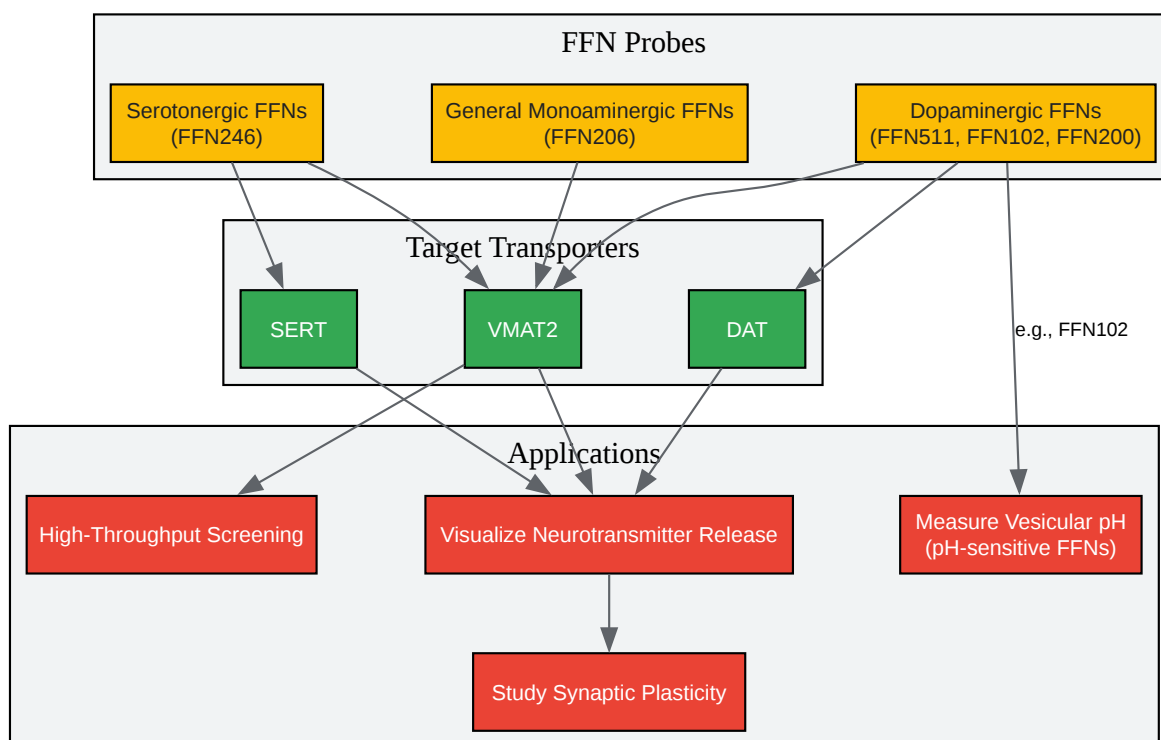 FFN Probes
Serotonergic FFNs
(FFN246)
General Monoaminergic FFNs
(FFN206)
Dopaminergic FFNs
(FFN511, FFN102, FFN200)
Target Transporters
SERT
VMAT2
DAT
e.g., FFN102
Applications
High-Throughput Screening
Visualize Neurotransmitter Release
Measure Vesicular pH
(pH-sensitive FFNs)
Study Synaptic Plasticity